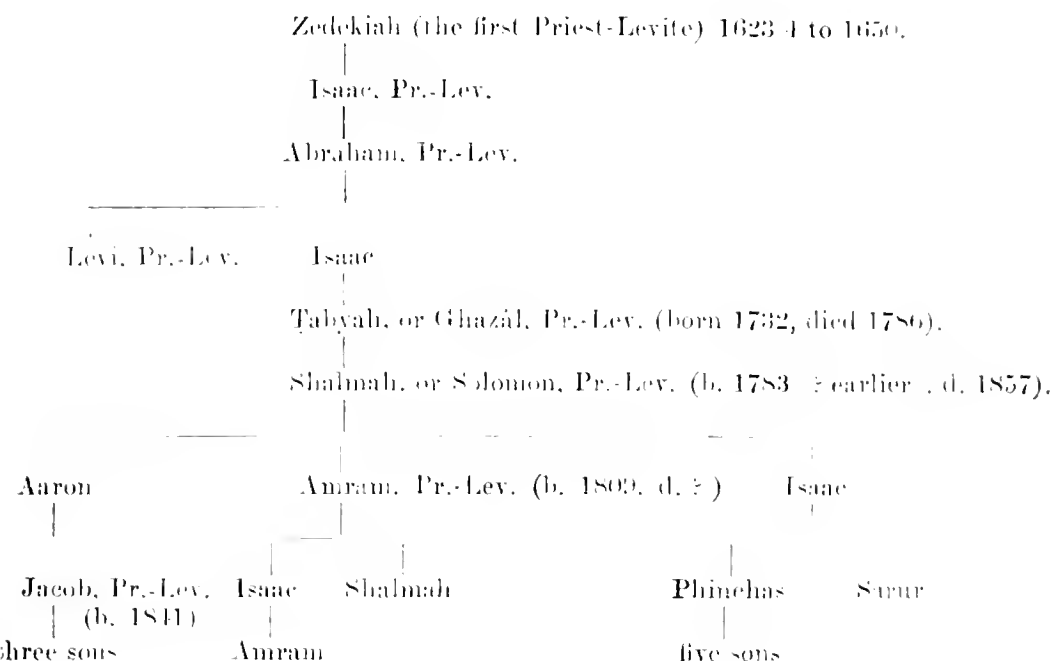 Zedekiah (the first Priest-Levite) 1623-4 to 1650.
Isaac, Pr.-Lev.
Abraham, Pr.-Lev.
Levi, Pr.-Lev. Isaac
Ṭabyah, or Ghazál, Pr.-Lev. (born 1732, died 1786).
Shalmah, or Solomon, Pr.-Lev. (b. 1783 ? earlier, d. 1857).
Aaron Amram, Pr.-Lev. (b. 1809, d. ?) Isaac
Jacob, Pr.-Lev. Isaac Shalmah Phinehas Sarur
(b. 1841)
three sons Amram five sons